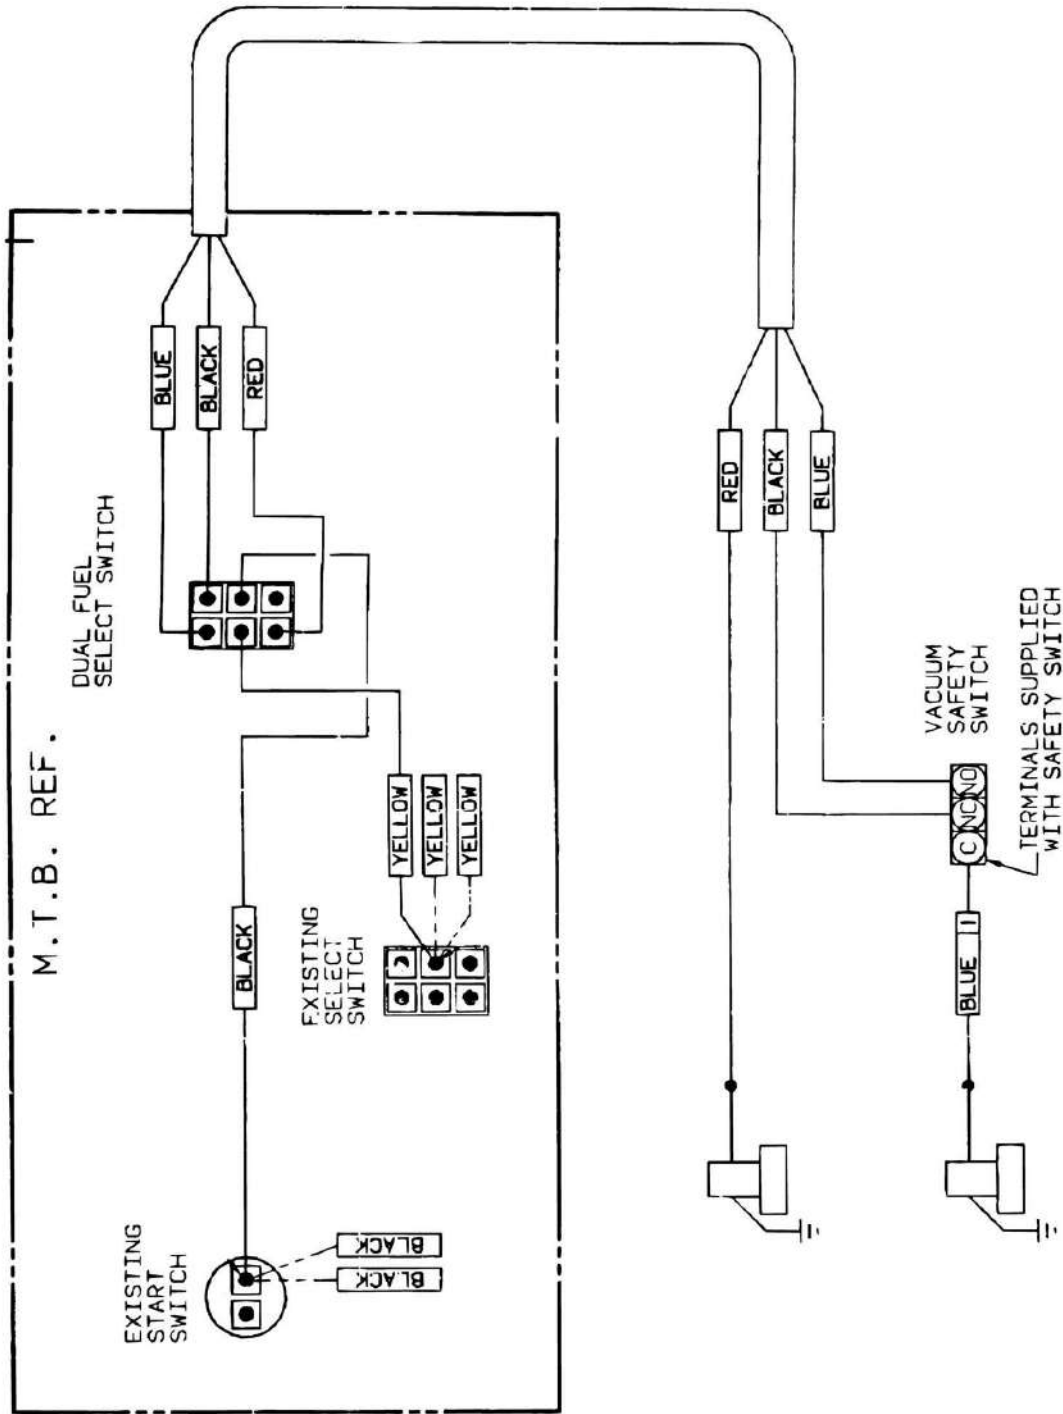 M.T.B. REF.
DUAL FUEL
SELECT SWITCH
BLUE
BLACK
RED
BLACK
YELLOW
YELLOW
YELLOW
EXISTING
SELECT
SWITCH
EXISTING
START
SWITCH
BLACK
BLACK
RED
BLACK
BLUE
VACUUM
SAFETY
SWITCH
C NC NO
TERMINALS SUPPLIED
WITH SAFETY SWITCH
BLUE 1